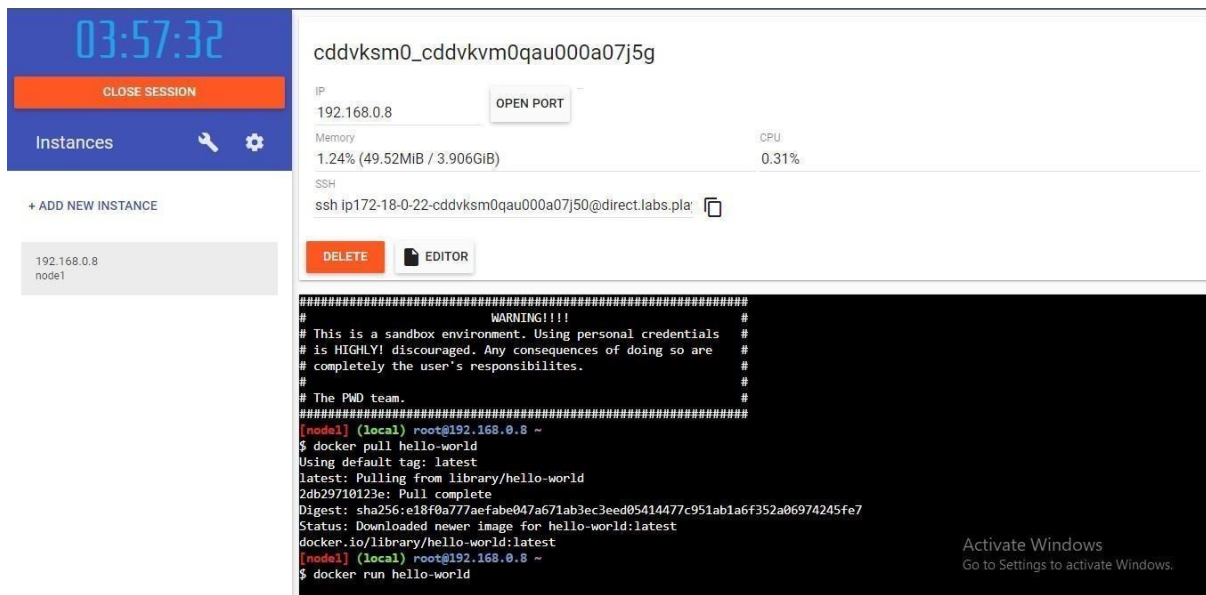 03:57:32
CLOSE SESSION
Instances
+ ADD NEW INSTANCE
192.168.0.8
node1
cddvksm0_cddvkvm0qau000a07j5g
IP
192.168.0.8
OPEN PORT
Memory
1.24% (49.52MiB / 3.906GiB)
CPU
0.31%
SSH
ssh ip172-18-0-22-cddvksm0qau000a07j50@direct.labs.pla
DELETE
EDITOR
###############################################################
# WARNING!!!! #
# This is a sandbox environment. Using personal credentials #
# is HIGHLY! discouraged. Any consequences of doing so are #
# completely the user's responsibilites. #
# #
# The PWD team. #
###############################################################
[node1] (local) root@192.168.0.8 ~
$ docker pull hello-world
Using default tag: latest
latest: Pulling from library/hello-world
2db29710123e: Pull complete
Digest: sha256:e18f0a777aefabe047a671ab3ec3eed05414477c951ab1a6f352a06974245fe7
Status: Downloaded newer image for hello-world:latest
docker.io/library/hello-world:latest
[node1] (local) root@192.168.0.8 ~
$ docker run hello-world
Activate Windows
Go to Settings to activate Windows.